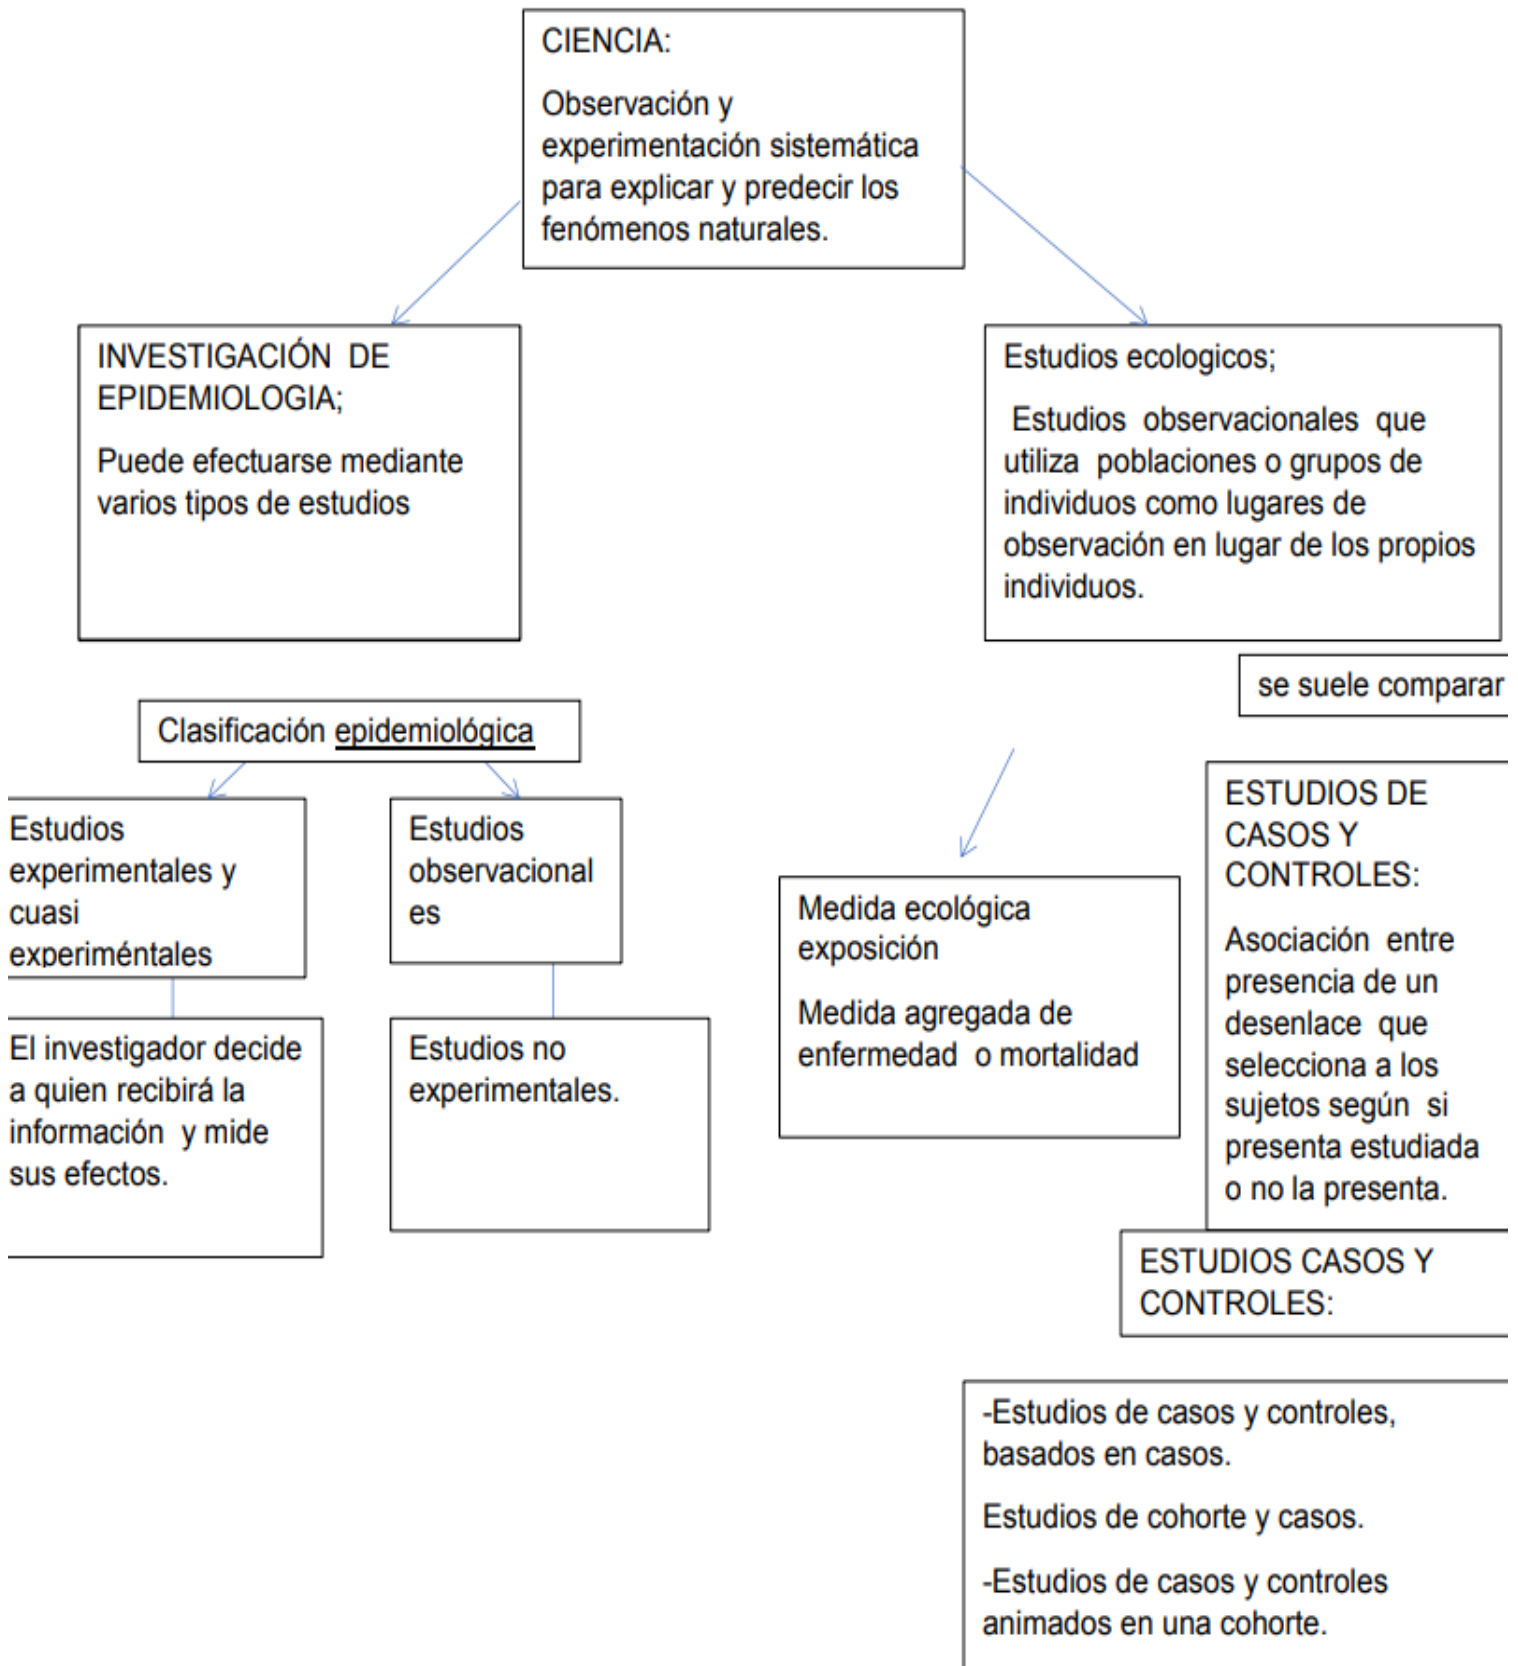 CIENCIA:
Observación y
experimentación sistemática
para explicar y predecir los
fenómenos naturales.
INVESTIGACIÓN DE
EPIDEMIOLOGIA;
Puede efectuarse mediante
varios tipos de estudios
Estudios ecologicos;
Estudios observacionales que
utiliza poblaciones o grupos de
individuos como lugares de
observación en lugar de los propios
individuos.
se suele comparar
Clasificación epidemiológica
Estudios
experimentales y
cuasi
experiméntales
Estudios
observacional
es
El investigador decide
a quien recibirá la
información y mide
sus efectos.
Estudios no
experimentales.
Medida ecológica
exposición
Medida agregada de
enfermedad o mortalidad
ESTUDIOS DE
CASOS Y
CONTROLES:
Asociación entre
presencia de un
desenlace que
selecciona a los
sujetos según si
presenta estudiada
o no la presenta.
ESTUDIOS CASOS Y
CONTROLES:
-Estudios de casos y controles,
basados en casos.
Estudios de cohorte y casos.
-Estudios de casos y controles
animados en una cohorte.